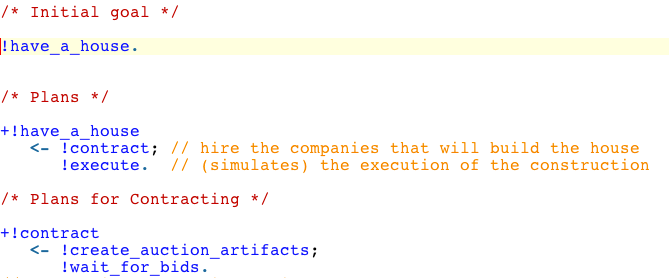 /* Initial goal */
!have_a_house.
/* Plans */
+!have_a_house
<- !contract; // hire the companies that will build the house
!execute. // (simulates) the execution of the construction
/* Plans for Contracting */
+!contract
<- !create_auction_artifacts;
!wait_for_bids.